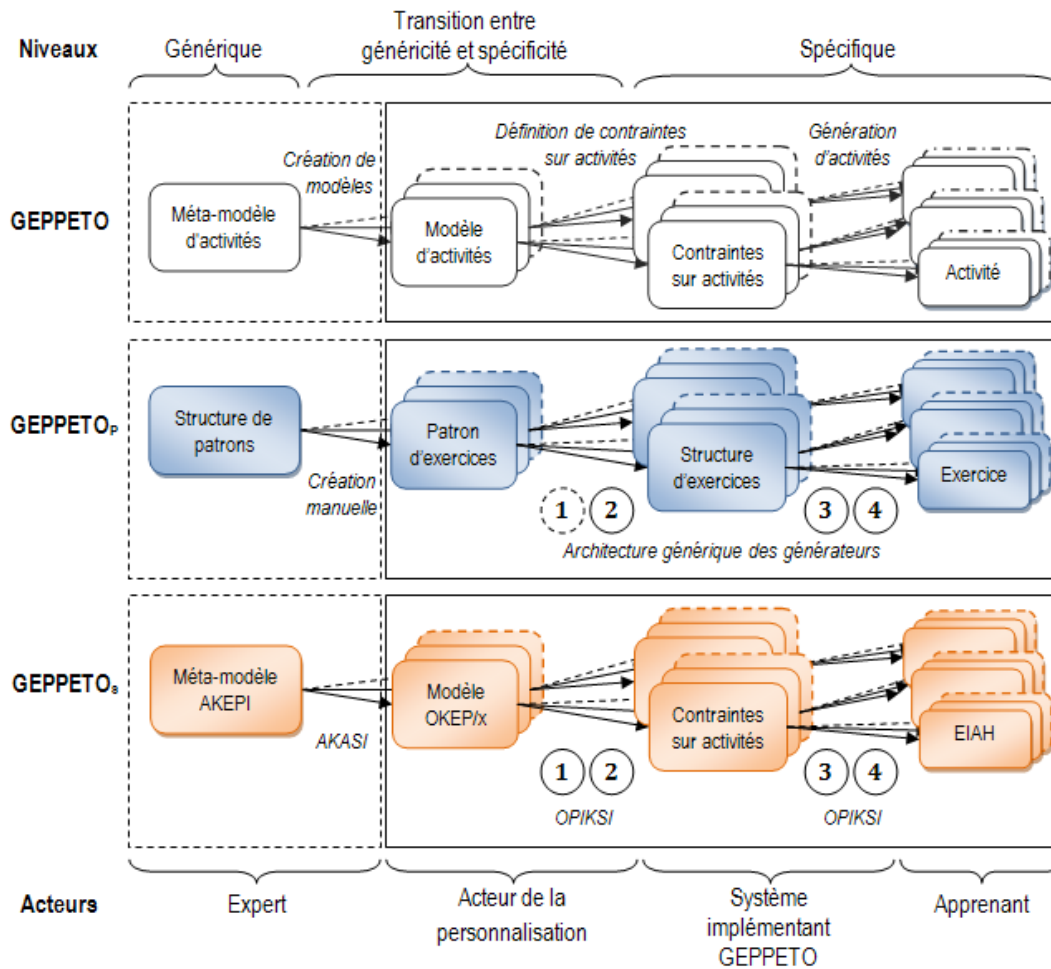 Niveaux
Générique
Transition entre
généricité et spécificité
Spécifique
GEPPETO
Méta-modèle
d'activités
Création de
modèles
Modèle
d'activités
Définition de contraintes
sur activités
Contraintes
sur activités
Génération
d'activités
Activité
GEPPETOP
Structure de
patrons
Création
manuelle
Patron
d'exercices
1 2
Structure
d'exercices
3 4
Exercice
Architecture générique des générateurs
GEPPETOS
Méta-modèle
AKEPI
AKASI
Modèle
OKEP/x
1 2
OPIKSI
Contraintes
sur activités
3 4
OPIKSI
EIAH
Acteurs
Expert
Acteur de la
personnalisation
Système
implémentant
GEPPETO
Apprenant